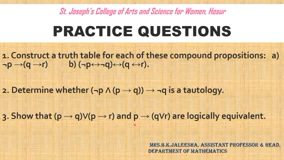 St. Joseph's College of Arts and Science for Women, Hosur
PRACTICE QUESTIONS
1. Construct a truth table for each of these compound propositions: a)
¬p →(q →r) b) (¬p↔¬q)↔(q ↔r).
2. Determine whether (¬p ∧ (p → q)) → ¬q is a tautology.
3. Show that (p → q)∨(p → r) and p → (q∨r) are logically equivalent.
MRS.B.K.JALEESHA, ASSISTANT PROFESSOR & HEAD,
DEPARTMENT OF MATHEMATICS